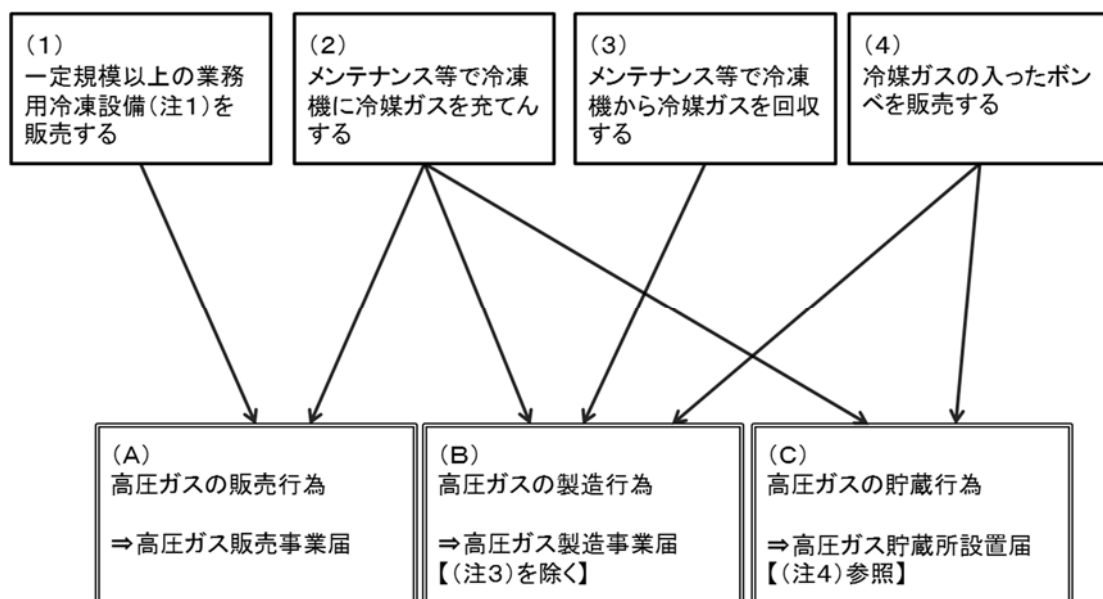 (1)
一定規模以上の業務
用冷凍設備(注1)を
販売する
(2)
メンテナンス等で冷凍
機に冷媒ガスを充てん
する
(3)
メンテナンス等で冷凍
機から冷媒ガスを回収
する
(4)
冷媒ガスの入ったボン
ベを販売する
(A)
高圧ガスの販売行為
⇒高圧ガス販売事業届
(B)
高圧ガスの製造行為
⇒高圧ガス製造事業届
【(注3)を除く】
(C)
高圧ガスの貯蔵行為
⇒高圧ガス貯蔵所設置届
【(注4)参照】